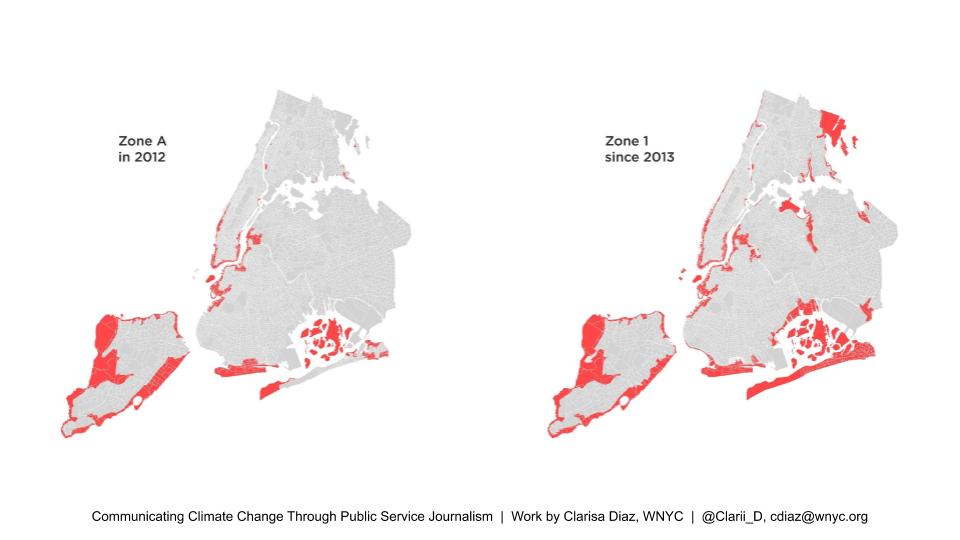 Zone A
in 2012
Zone 1
since 2013
Communicating Climate Change Through Public Service Journalism | Work by Clarisa Diaz, WNYC | @Clarii_D, cdiaz@wnyc.org